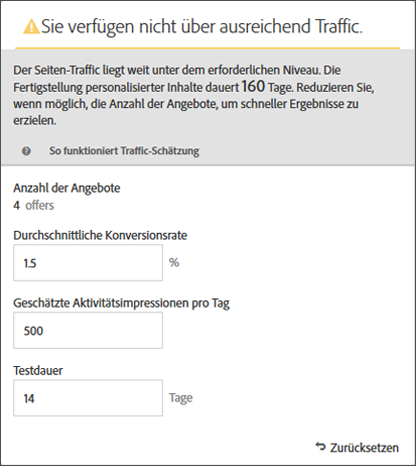 Sie verfügen nicht über ausreichend Traffic.
Der Seiten-Traffic liegt weit unter dem erforderlichen Niveau. Die
Fertigstellung personalisierter Inhalte dauert 160 Tage. Reduzieren Sie,
wenn möglich, die Anzahl der Angebote, um schneller Ergebnisse zu
erzielen.
So funktioniert Traffic-Schätzung
Anzahl der Angebote
4 offers
Durchschnittliche Konversionsrate
1.5 %
Geschätzte Aktivitätsimpressionen pro Tag
500
Testdauer
14 Tage
Zurücksetzen